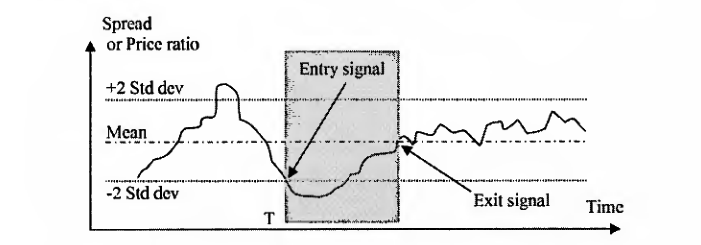 Spread
or Price ratio
Entry signal
+2 Std dev
Mean
-2 Std dev
Exit signal
Time
T